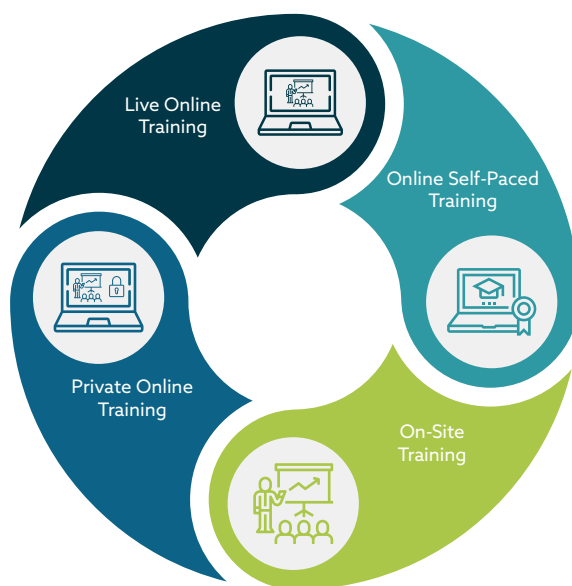 Live Online
Training
Online Self-Paced
Training
Private Online
Training
On-Site
Training